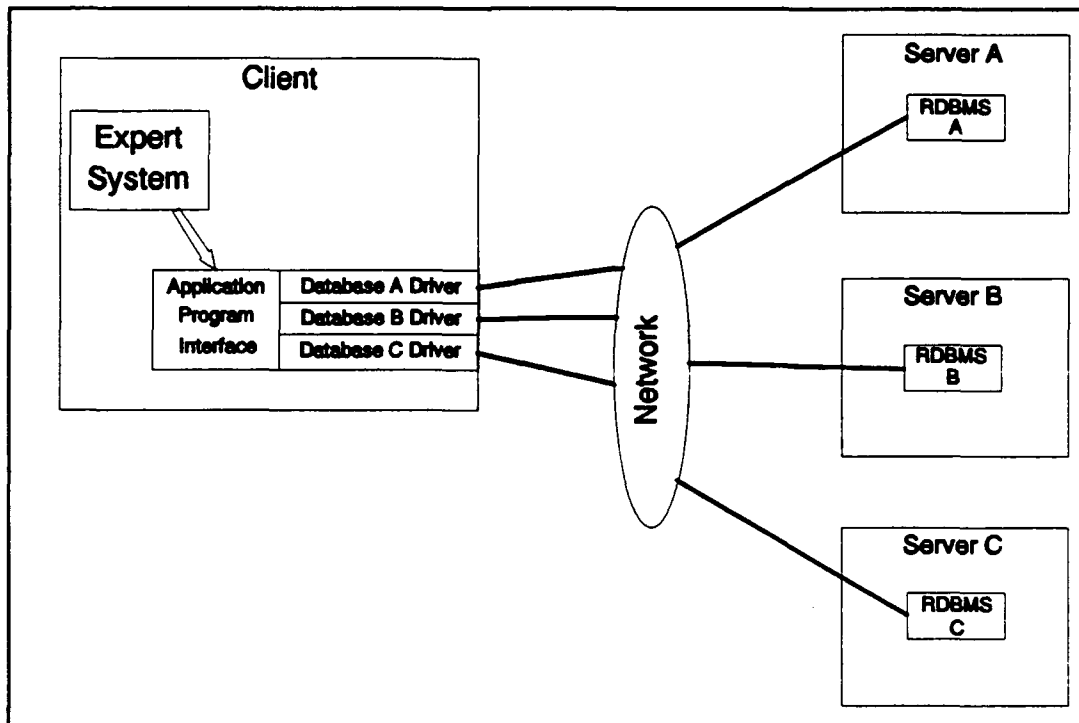 Client
Expert
System
Application
Program
Interface
Database A Driver
Database B Driver
Database C Driver
Network
Server A
RDBMS
A
Server B
RDBMS
B
Server C
RDBMS
C